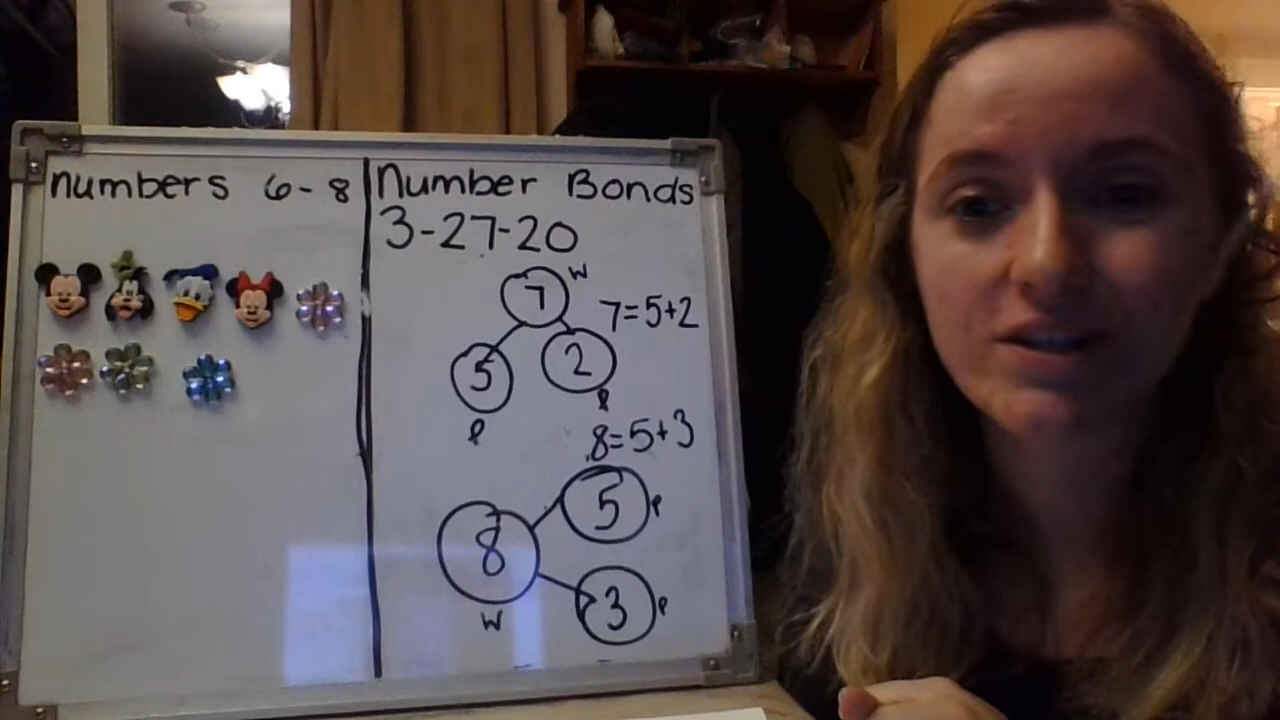 numbers 6-8
Number Bonds
3-27-20
7 W
7=5+2
5
2
P
P
8=5+3
5 P
8
3 P
W